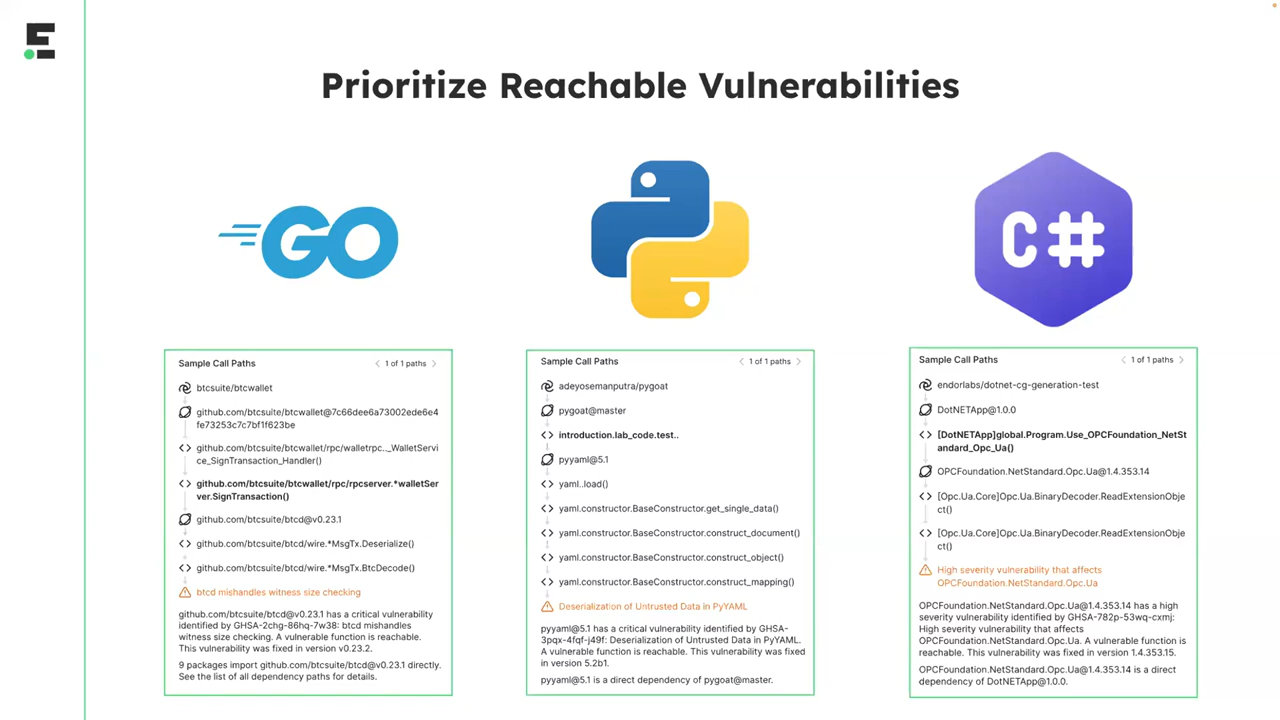 Prioritize Reachable Vulnerabilities
GO
C#
Sample Call Paths
1 of 1 paths
btcsuite/btcwallet
github.com/btcsuite/btcwallet@7c66dee6a73002ede6e4
fe73253c7c7bf1f623be
github.com/btcsuite/btcwallet/rpc/walletrpc.._WalletServi
ce_SignTransaction_Handler()
github.com/btcsuite/btcwallet/rpc/rpcserver.*walletSer
ver.SignTransaction()
github.com/btcsuite/btcd@v0.23.1
github.com/btcsuite/btcd/wire.*MsgTx.Deserialize()
github.com/btcsuite/btcd/wire.*MsgTx.BtcDecode()
btcd mishandles witness size checking
github.com/btcsuite/btcd@v0.23.1 has a critical vulnerability
identified by GHSA-2chg-86hq-7w38: btcd mishandles
witness size checking. A vulnerable function is reachable.
This vulnerability was fixed in version v0.23.2.
9 packages import github.com/btcsuite/btcd@v0.23.1 directly.
See the list of all dependency paths for details.
Sample Call Paths
1 of 1 paths
adeyosemanputra/pygoat
pygoat@master
introduction.lab_code.test..
pyyaml@5.1
yaml..load()
yaml.constructor.BaseConstructor.get_single_data()
yaml.constructor.BaseConstructor.construct_document()
yaml.constructor.BaseConstructor.construct_object()
yaml.constructor.BaseConstructor.construct_mapping()
Deserialization of Untrusted Data in PyYAML
pyyaml@5.1 has a critical vulnerability identified by GHSA-
3pqx-4fqf-j49f: Deserialization of Untrusted Data in PyYAML.
A vulnerable function is reachable. This vulnerability was fixed
in version 5.2b1.
pyyaml@5.1 is a direct dependency of pygoat@master.
Sample Call Paths
1 of 1 paths
endorlabs/dotnet-cg-generation-test
DotNETApp@1.0.0
[DotNETApp]global.Program.Use_OPCFoundation_NetSt
andard_Opc_Ua()
OPCFoundation.NetStandard.Opc.Ua@1.4.353.14
[Opc.Ua.Core]Opc.Ua.BinaryDecoder.ReadExtensionObje
ct()
[Opc.Ua.Core]Opc.Ua.BinaryDecoder.ReadExtensionObje
ct()
High severity vulnerability that affects
OPCFoundation.NetStandard.Opc.Ua
OPCFoundation.NetStandard.Opc.Ua@1.4.353.14 has a high
severity vulnerability identified by GHSA-782p-53wq-cxmj:
High severity vulnerability that affects
OPCFoundation.NetStandard.Opc.Ua. A vulnerable function is
reachable. This vulnerability was fixed in version 1.4.353.15.
OPCFoundation.NetStandard.Opc.Ua@1.4.353.14 is a direct
dependency of DotNETApp@1.0.0.